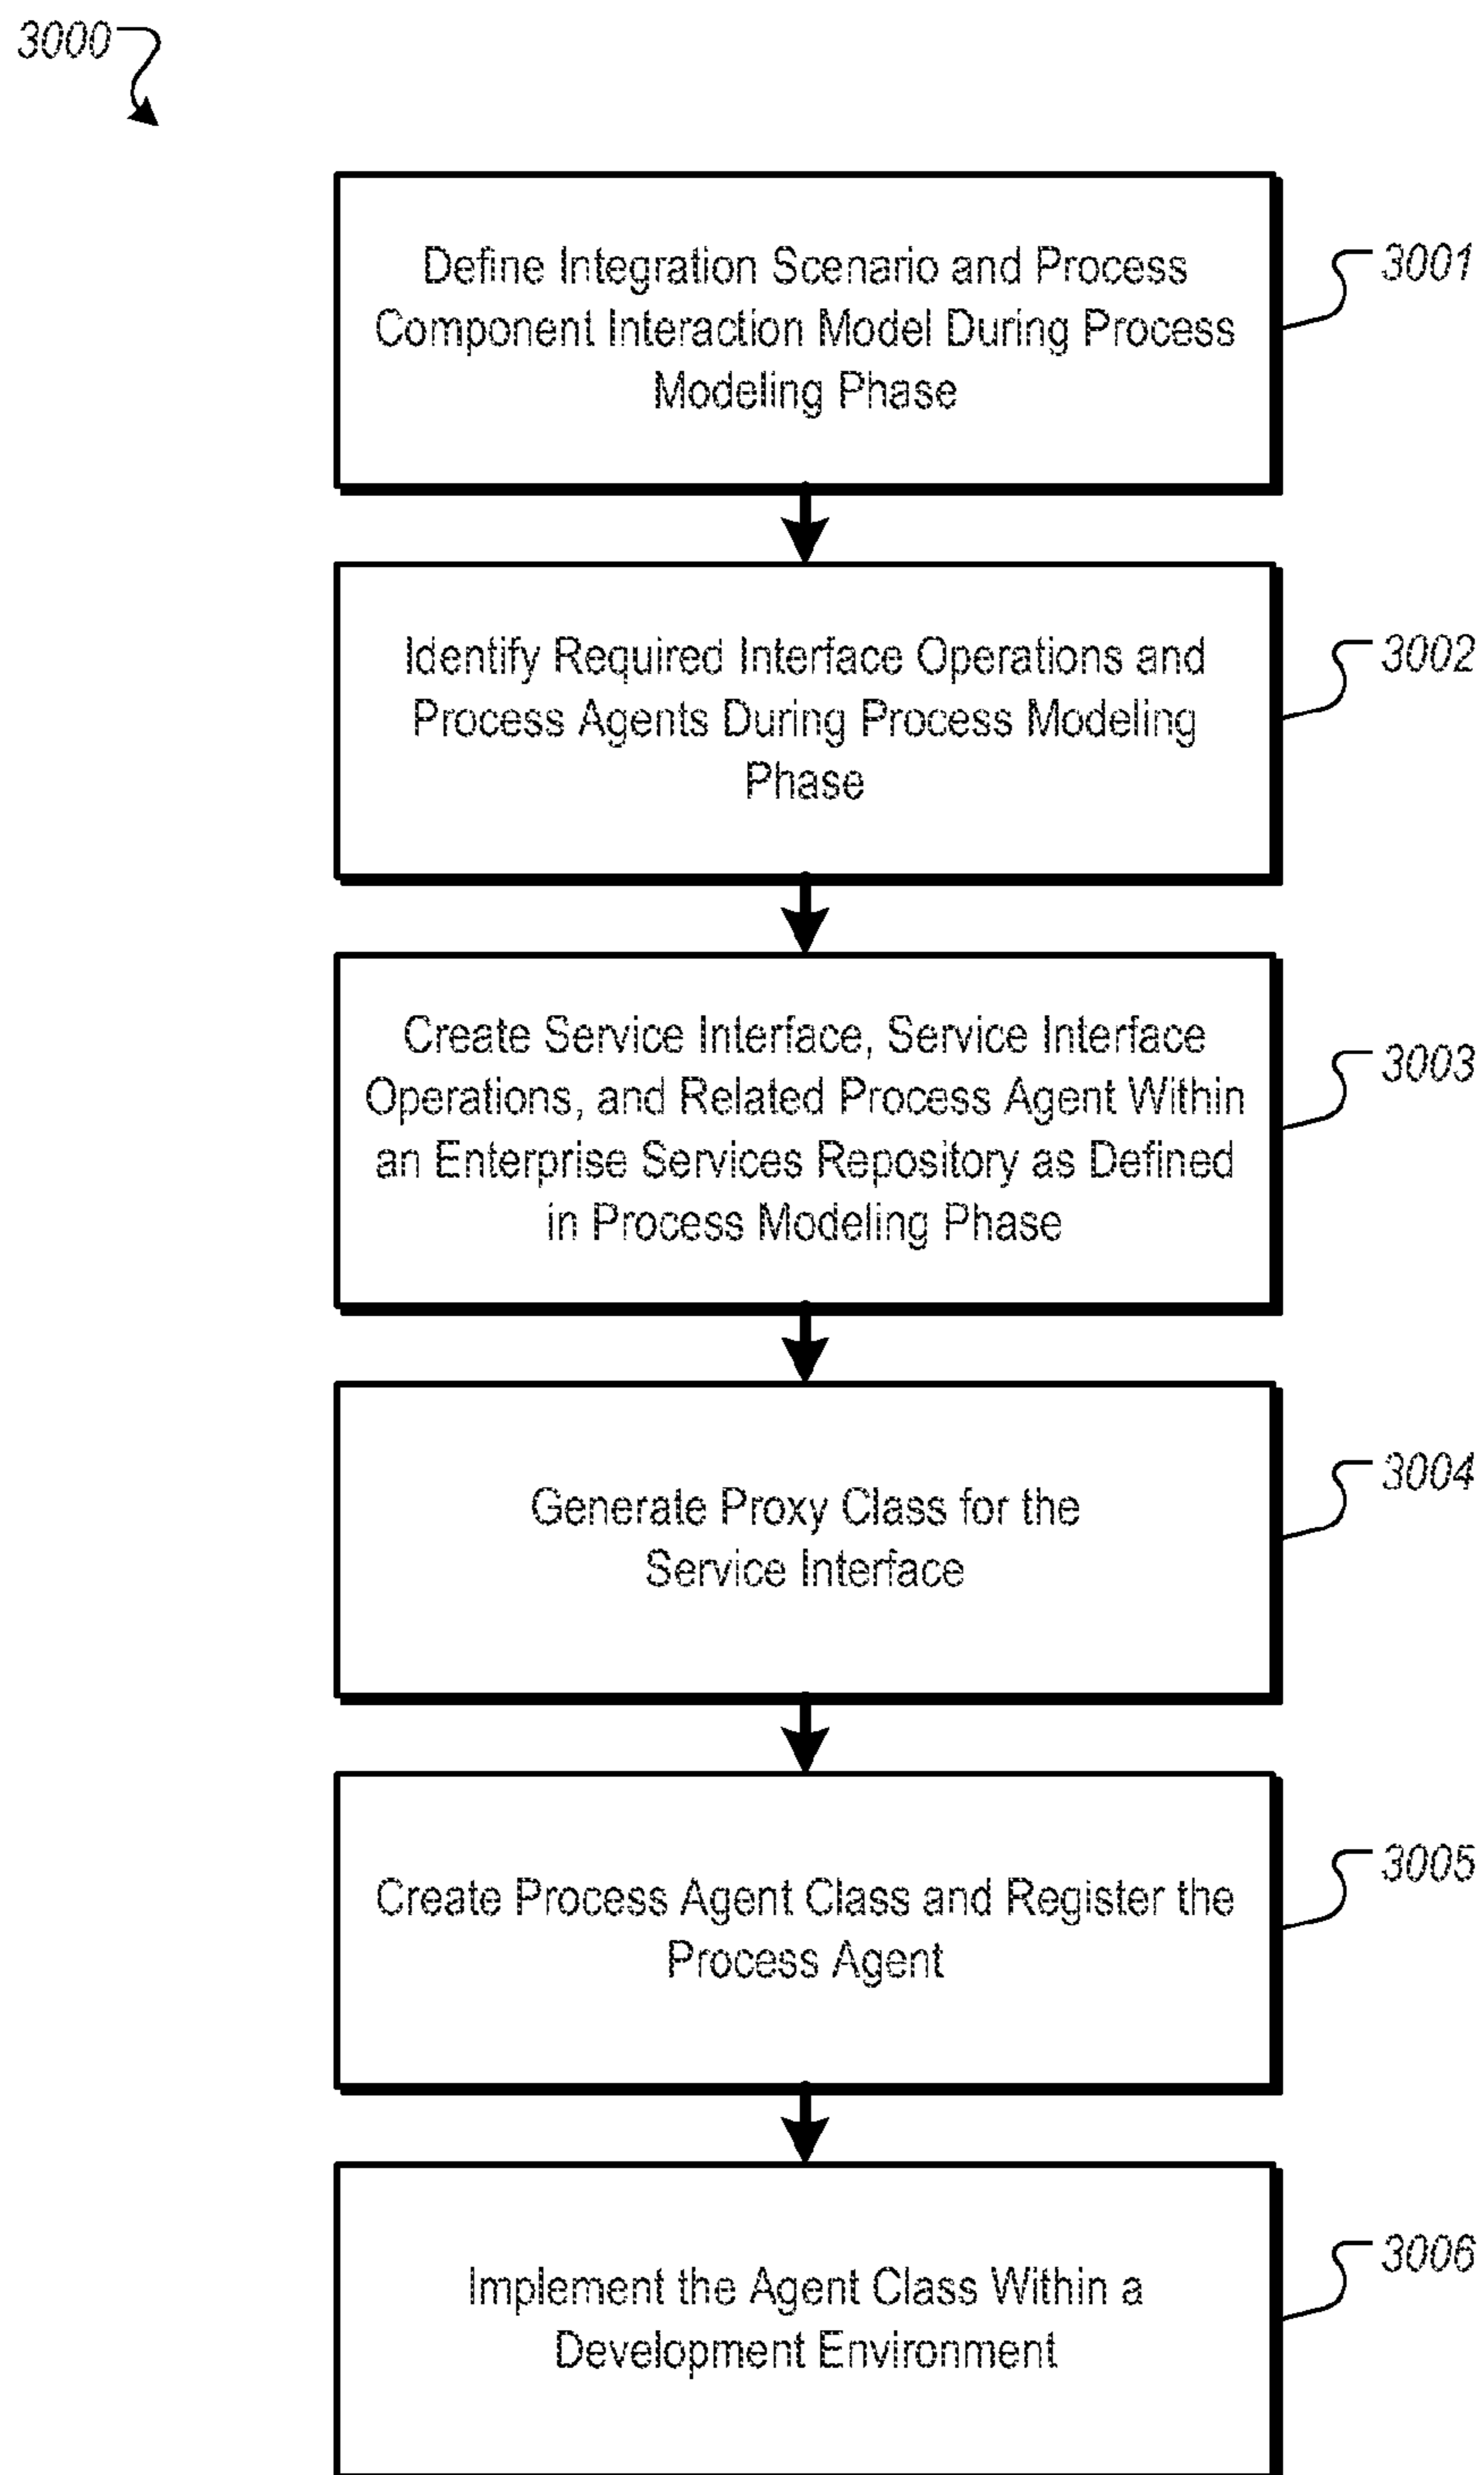 3000
Define Integration Scenario and Process
Component Interaction Model During Process
Modeling Phase
3001
Identify Required Interface Operations and
Process Agents During Process Modeling
Phase
3002
Create Service Interface, Service Interface
Operations, and Related Process Agent Within
an Enterprise Services Repository as Defined
in Process Modeling Phase
3003
Generate Proxy Class for the
Service Interface
3004
Create Process Agent Class and Register the
Process Agent
3005
Implement the Agent Class Within a
Development Environment
3006